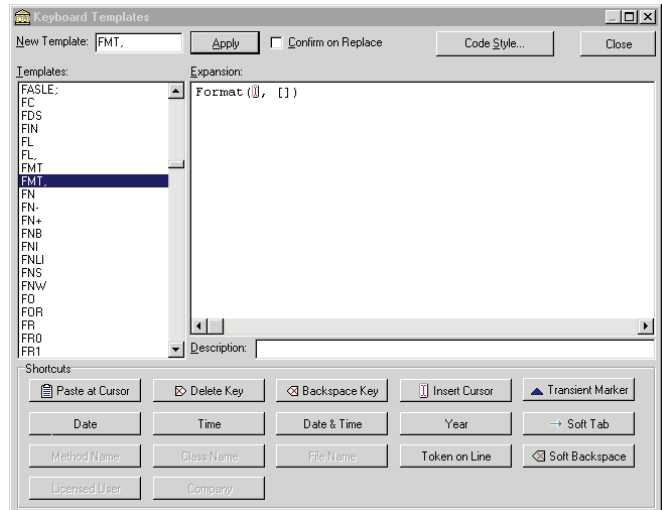 Keyboard Templates
New Template: FMT, Apply Confirm on Replace Code Style... Close
Templates:
Expansion:
FASLE;
FC
FDS
FIN
FL
FL,
FMT
FMT,
FN
FN-
FN+
FNB
FNI
FNLI
FNS
FNW
FO
FOR
FR
FR0
FR1
Format(, [])
Description:
Shortcuts
Paste at Cursor Delete Key Backspace Key Insert Cursor Transient Marker
Date Time Date & Time Year Soft Tab
Method Name Class Name File Name Token on Line Soft Backspace
Licensed User Company